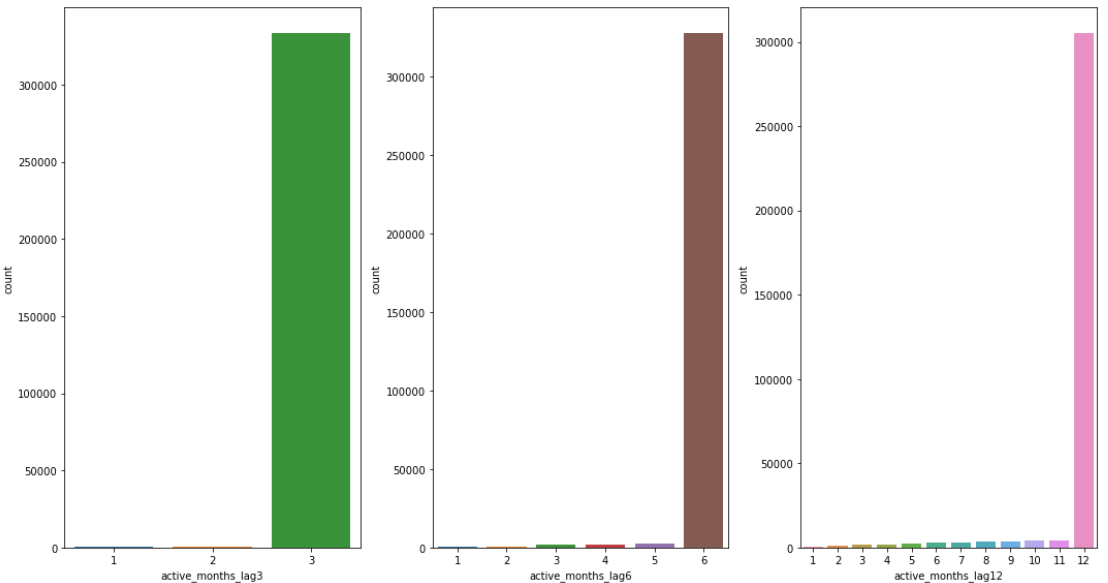 300000
250000
200000
150000
100000
50000
0
count
1 2 3
active_months_lag3
300000
250000
200000
150000
100000
50000
0
count
1 2 3 4 5 6
active_months_lag6
300000
250000
200000
150000
100000
50000
0
count
1 2 3 4 5 6 7 8 9 10 11 12
active_months_lag12